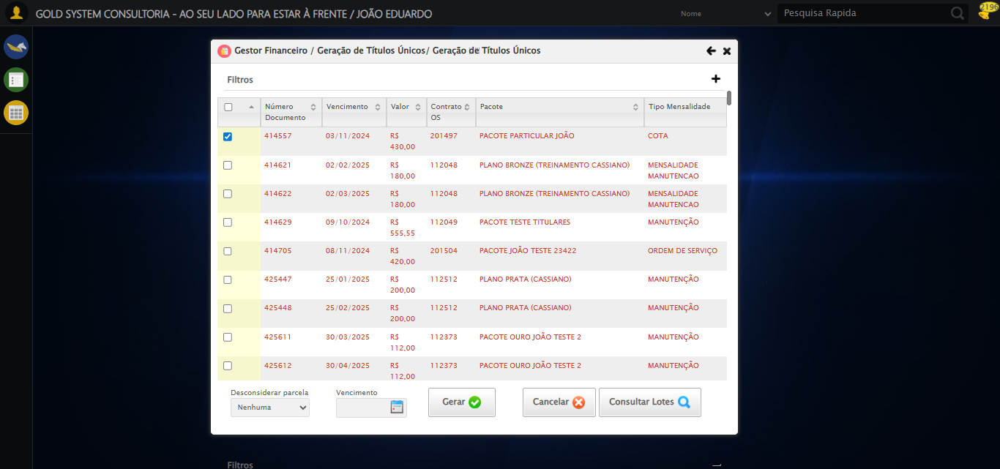 GOLD SYSTEM CONSULTORIA - AO SEU LADO PARA ESTAR À FRENTE / JOÃO EDUARDO
Nome
Pesquisa Rapida
2196
Gestor Financeiro / Geração de Títulos Únicos/ Geração de Títulos Únicos
Filtros
Número Documento
Vencimento
Valor
Contrato OS
Pacote
Tipo Mensalidade
414557 03/11/2024 R$ 430,00 201497 PACOTE PARTICULAR JOÃO COTA
414621 02/02/2025 R$ 180,00 112048 PLANO BRONZE (TREINAMENTO CASSIANO) MENSALIDADE MANUTENCAO
414622 02/03/2025 R$ 180,00 112048 PLANO BRONZE (TREINAMENTO CASSIANO) MENSALIDADE MANUTENCAO
414629 09/10/2024 R$ 555,55 112049 PACOTE TESTE TITULARES MANUTENÇÃO
414705 08/11/2024 R$ 420,00 201504 PACOTE JOÃO TESTE 23422 ORDEM DE SERVIÇO
425447 25/01/2025 R$ 200,00 112512 PLANO PRATA (CASSIANO) MANUTENÇÃO
425448 25/02/2025 R$ 200,00 112512 PLANO PRATA (CASSIANO) MANUTENÇÃO
425611 30/03/2025 R$ 112,00 112373 PACOTE OURO JOÃO TESTE 2 MANUTENÇÃO
425612 30/04/2025 R$ 112,00 112373 PACOTE OURO JOÃO TESTE 2 MANUTENÇÃO
Desconsiderar parcela
Vencimento
Nenhuma
Gerar
Cancelar
Consultar Lotes
Filtros